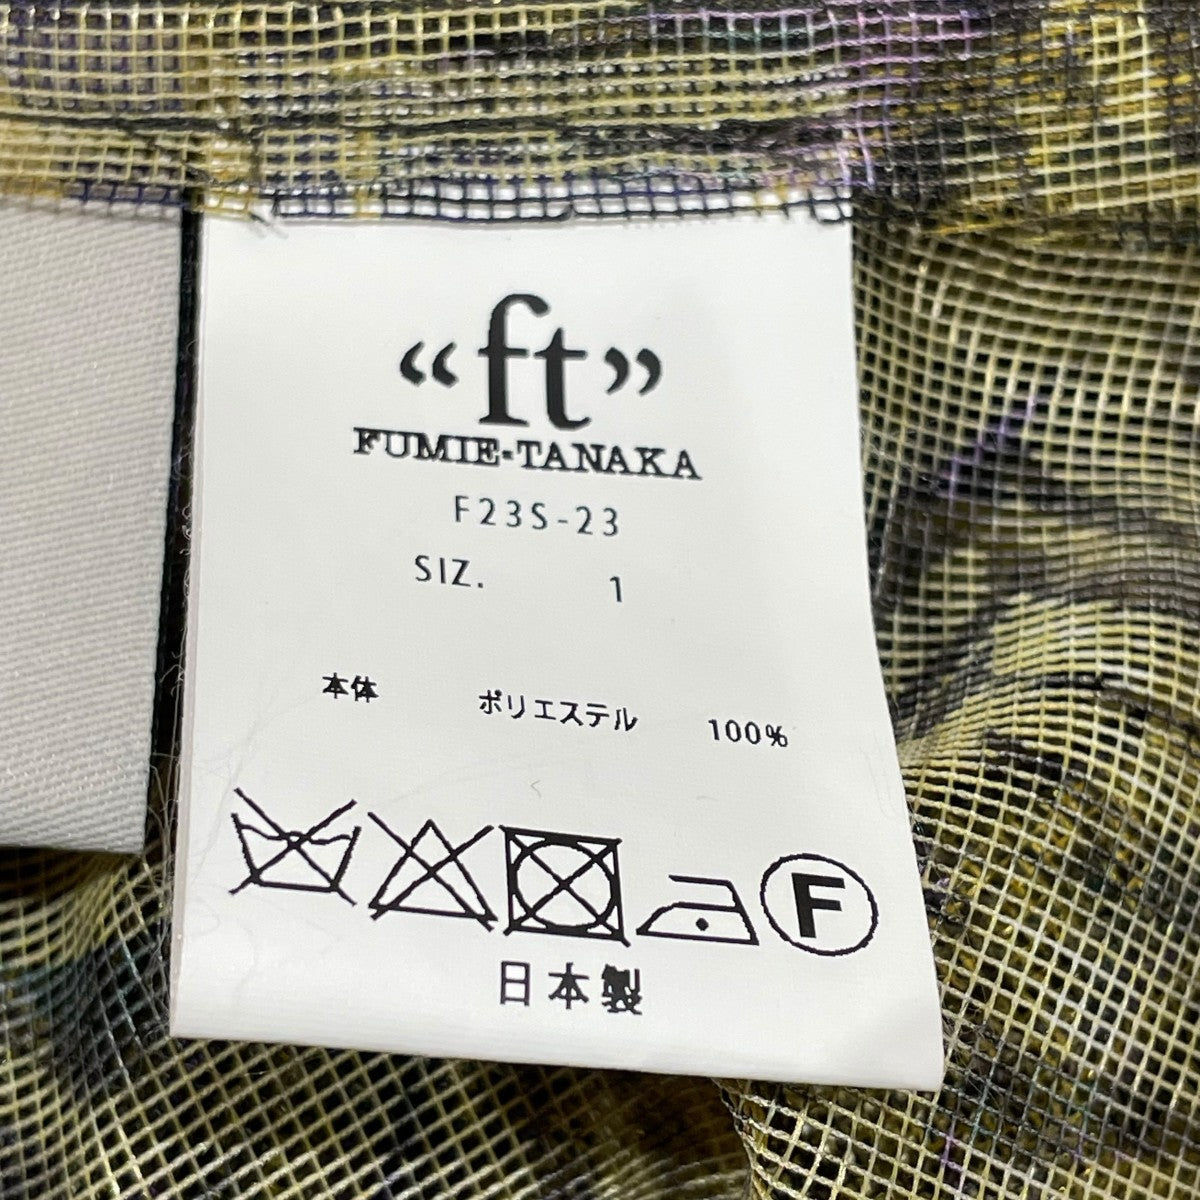 “ft”
FUMIE-TANAKA
F23S-23
SIZ. 1
本体 ポリエステル 100%
F
日本製